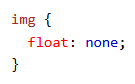 img {
  float: none;
}